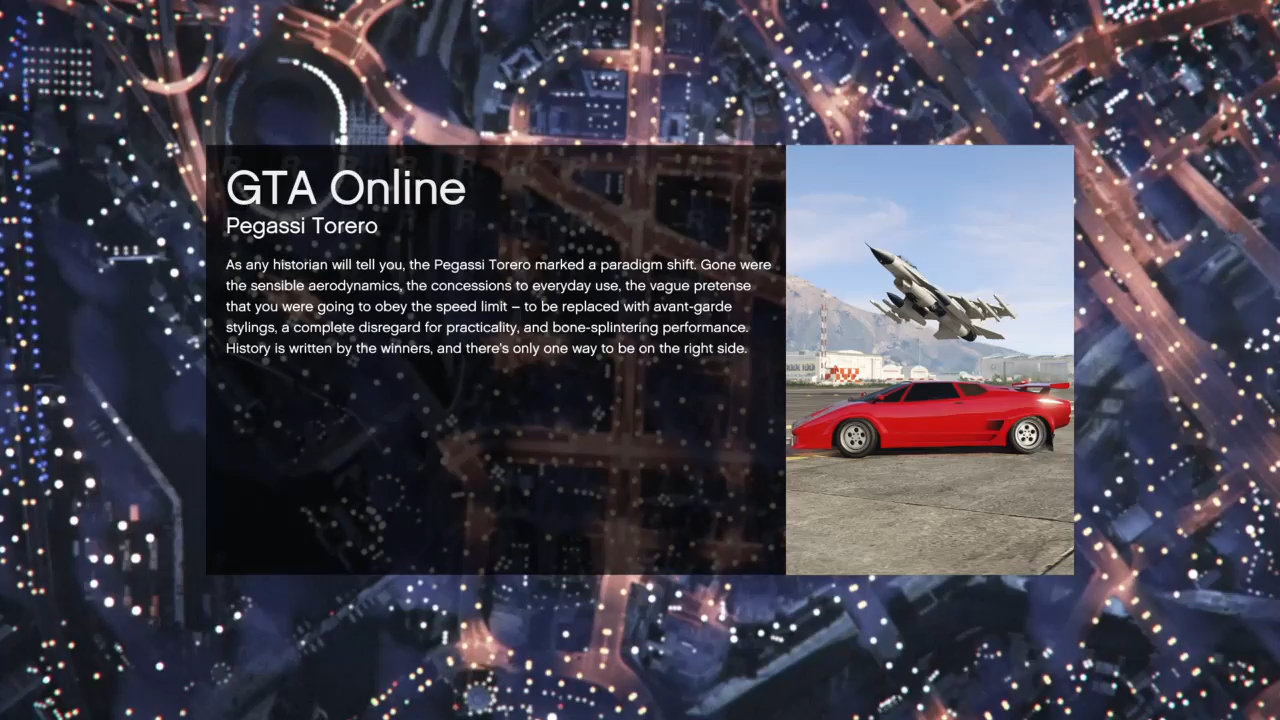 GTA Online
Pegassi Torero
As any historian will tell you, the Pegassi Torero marked a paradigm shift. Gone were
the sensible aerodynamics, the concessions to everyday use, the vague pretense
that you were going to obey the speed limit – to be replaced with avant-garde
stylings, a complete disregard for practicality, and bone-splintering performance.
History is written by the winners, and there's only one way to be on the right side.